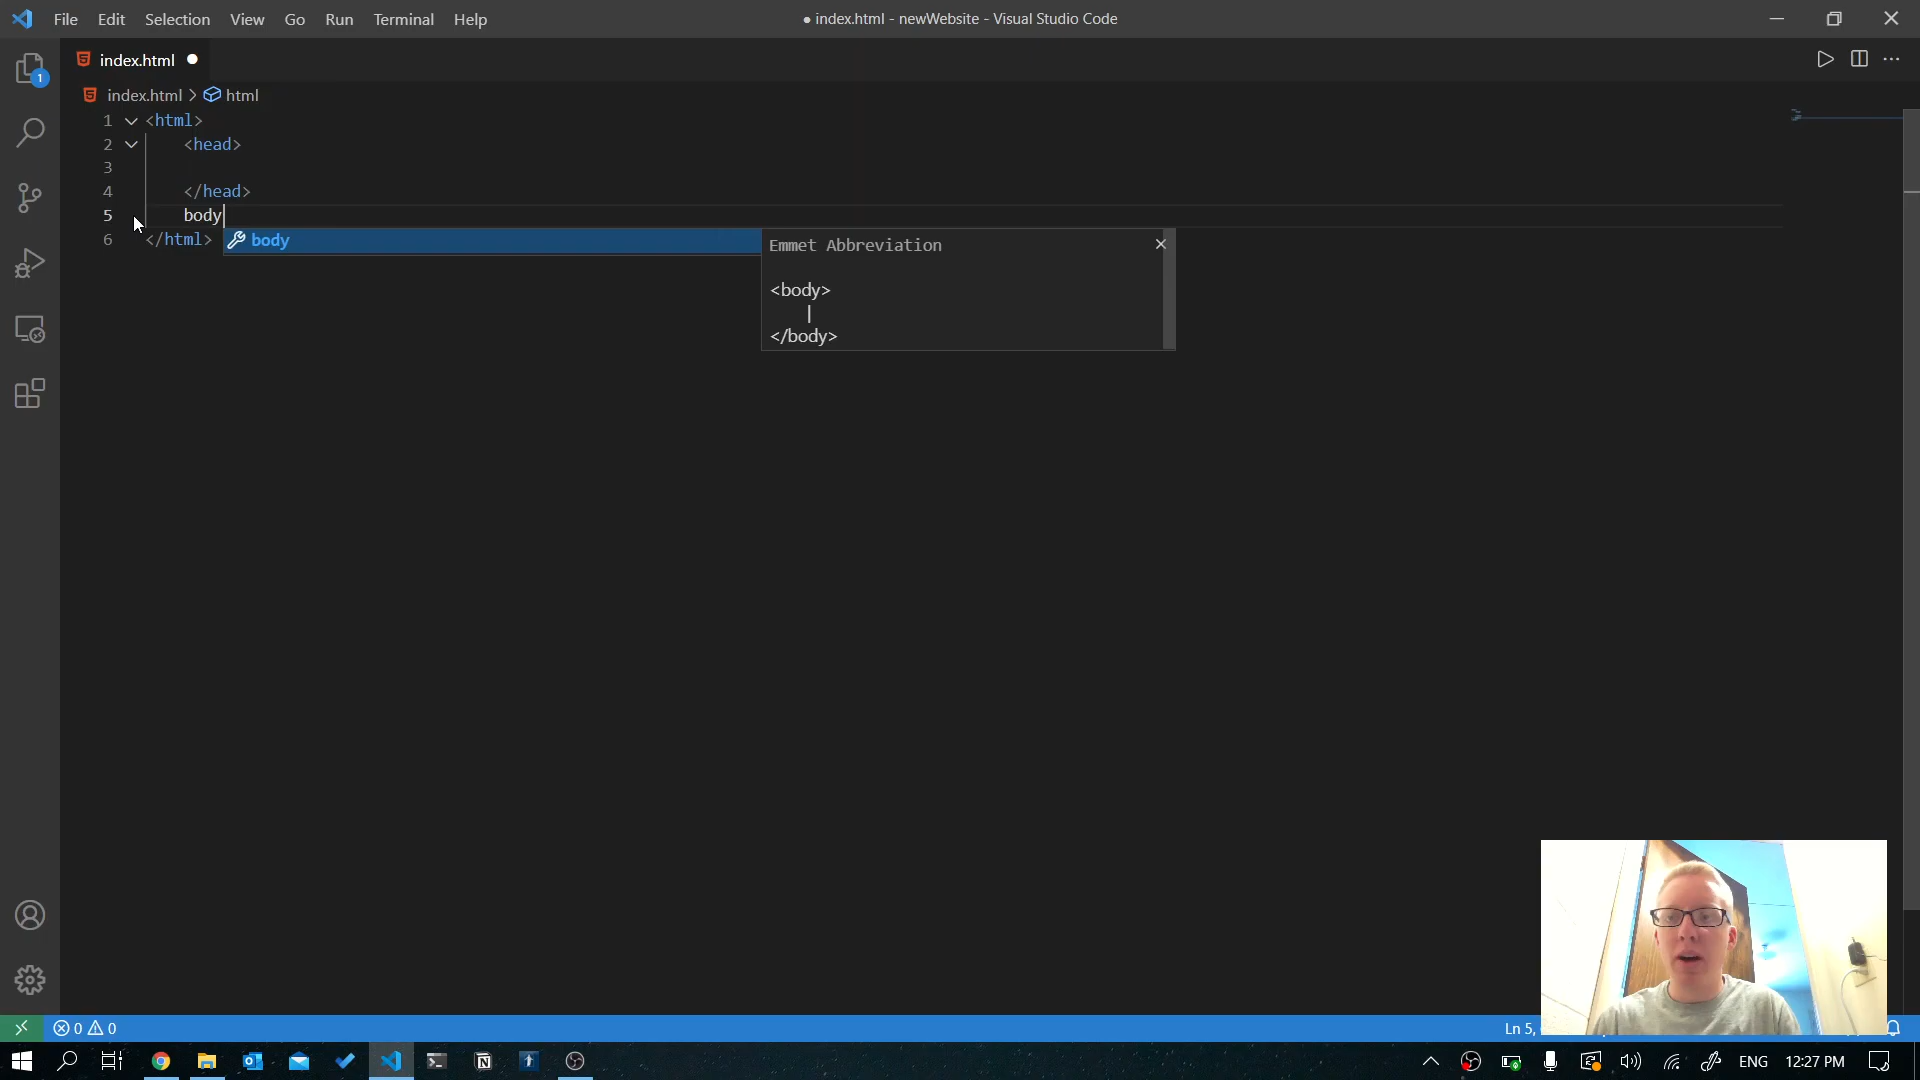 File Edit Selection View Go Run Terminal Help
● index.html - newWebsite - Visual Studio Code
index.html
1
index.html > html
1 <html>
2 <head>
3
4 </head>
5 body
6 </html>
body
Emmet Abbreviation
<body>
|
</body>
0 0
Ln 5,
ENG 12:27 PM